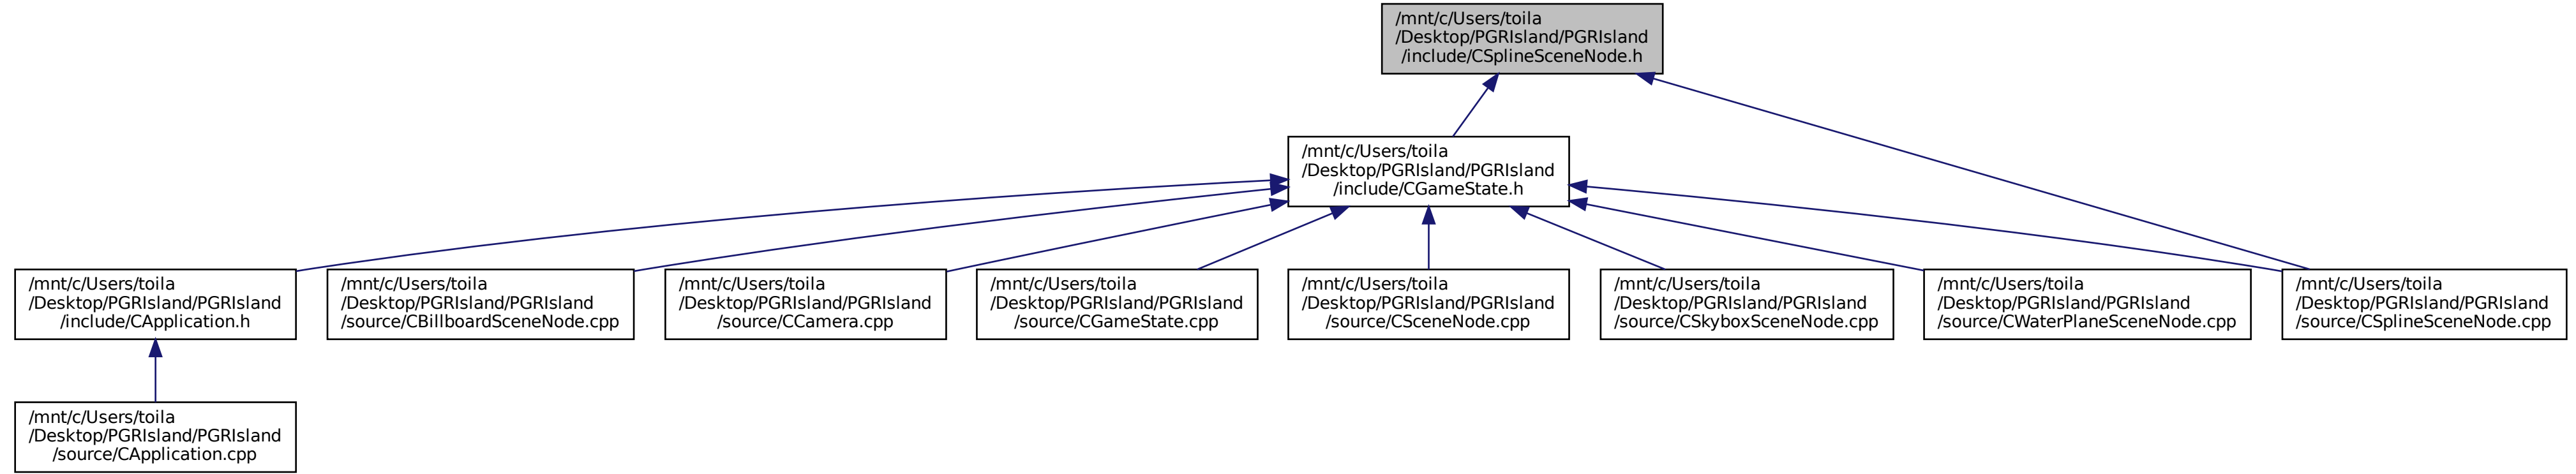 /mnt/c/Users/toila
/Desktop/PGRIsland/PGRIsland
/include/CSplineSceneNode.h
/mnt/c/Users/toila
/Desktop/PGRIsland/PGRIsland
/include/CGameState.h
/mnt/c/Users/toila
/Desktop/PGRIsland/PGRIsland
/include/CApplication.h
/mnt/c/Users/toila
/Desktop/PGRIsland/PGRIsland
/source/CBillboardSceneNode.cpp
/mnt/c/Users/toila
/Desktop/PGRIsland/PGRIsland
/source/CCamera.cpp
/mnt/c/Users/toila
/Desktop/PGRIsland/PGRIsland
/source/CGameState.cpp
/mnt/c/Users/toila
/Desktop/PGRIsland/PGRIsland
/source/CSceneNode.cpp
/mnt/c/Users/toila
/Desktop/PGRIsland/PGRIsland
/source/CSkyboxSceneNode.cpp
/mnt/c/Users/toila
/Desktop/PGRIsland/PGRIsland
/source/CWaterPlaneSceneNode.cpp
/mnt/c/Users/toila
/Desktop/PGRIsland/PGRIsland
/source/CSplineSceneNode.cpp
/mnt/c/Users/toila
/Desktop/PGRIsland/PGRIsland
/source/CApplication.cpp